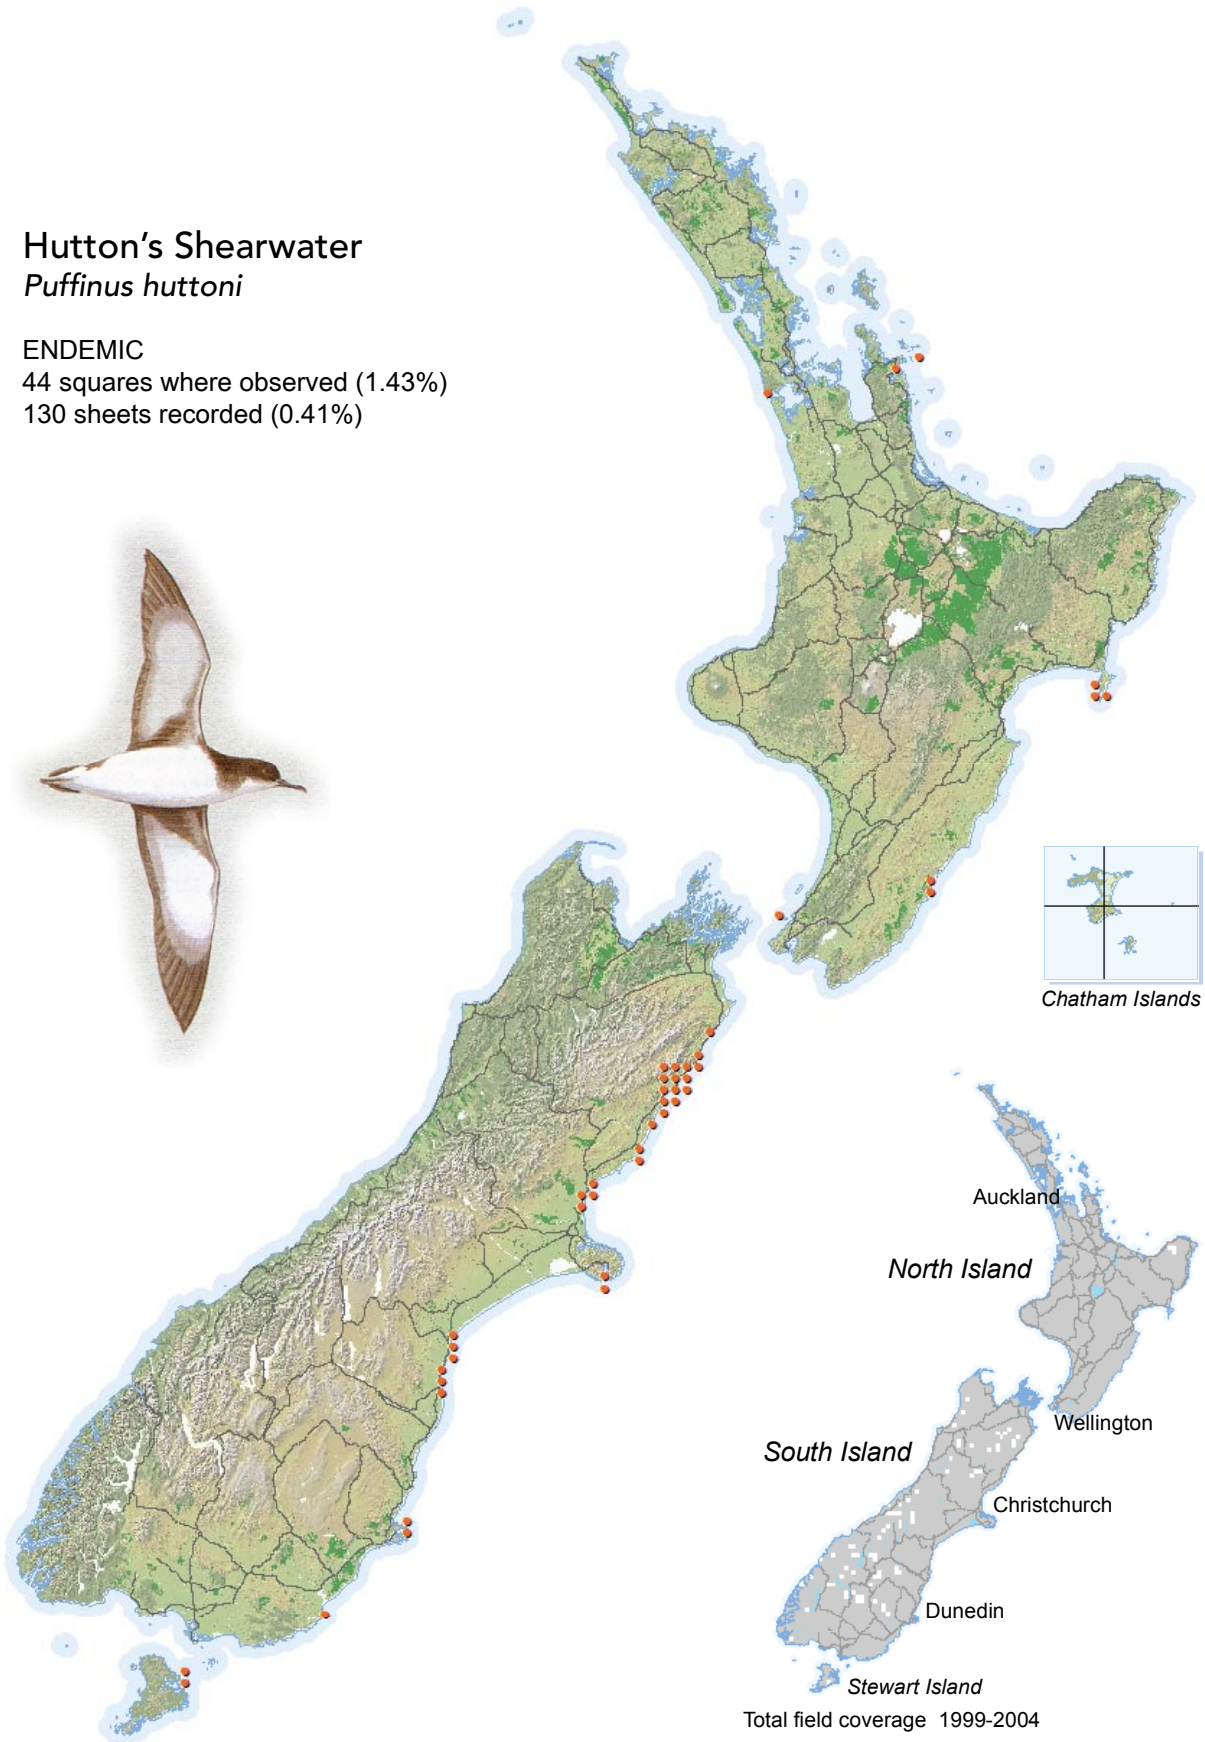 Hutton's Shearwater
Puffinus huttoni
ENDEMIC
44 squares where observed (1.43%)
130 sheets recorded (0.41%)
Chatham Islands
Auckland
North Island
Wellington
South Island
Christchurch
Dunedin
Stewart Island
Total field coverage 1999-2004